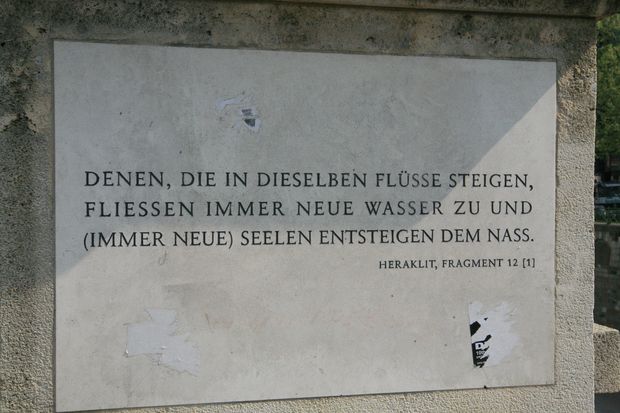 DENEN, DIE IN DIESELBEN FLÜSSE STEIGEN,
FLIESSEN IMMER NEUE WASSER ZU UND
(IMMER NEUE) SEELEN ENTSTEIGEN DEM NASS.
HERAKLIT, FRAGMENT 12 [1]